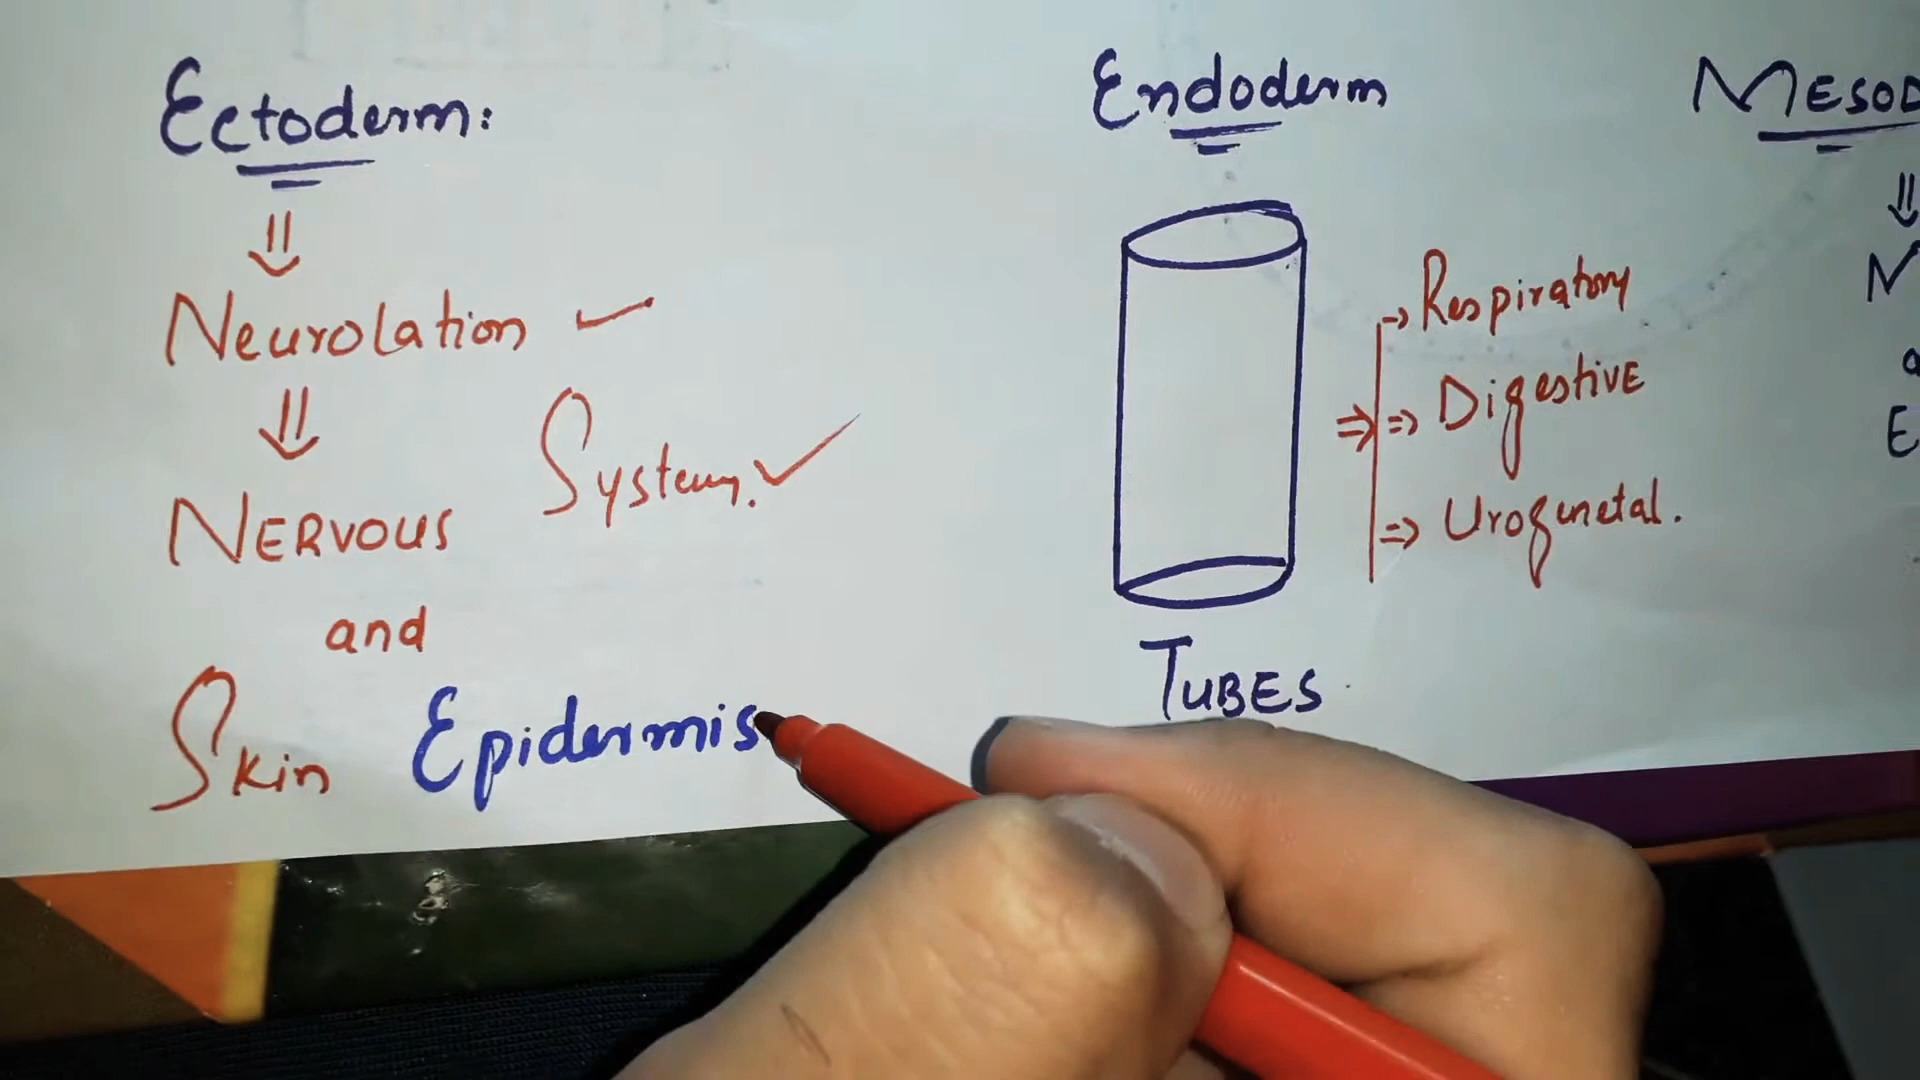 Ectoderm:
Neurolation
NERVOUS System.
and
Skin Epidermis
Endoderm
Respiratory
Digestive
Urogenetal.
TUBES
MESOD
N
a
E